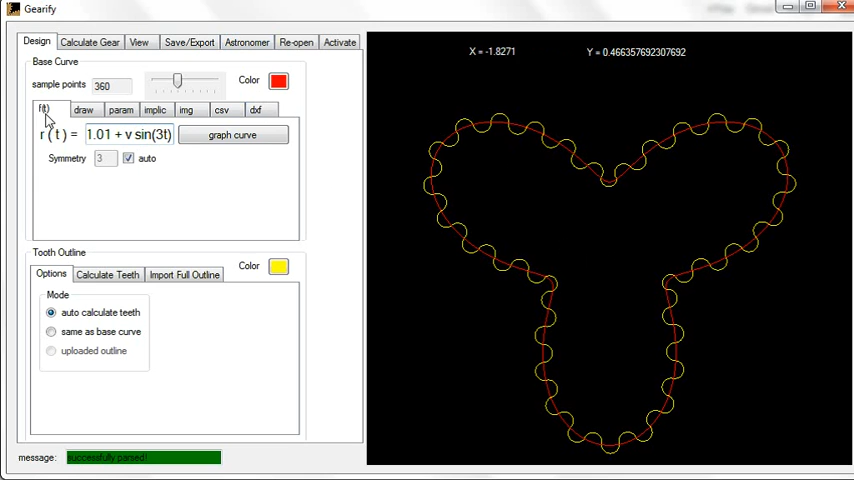 Gearify
Design Calculate Gear View Save/Export Astronomer Re-open Activate
X = -1.8271 Y = 0.466357692307692
Base Curve
sample points 360 Color
f(t) draw param implic img csv dxf
r ( t ) = 1.01 + v sin(3t) graph curve
Symmetry 3 auto
Tooth Outline
Color
Options Calculate Teeth Import Full Outline
Mode
auto calculate teeth
same as base curve
uploaded outline
message: successfully parsed!